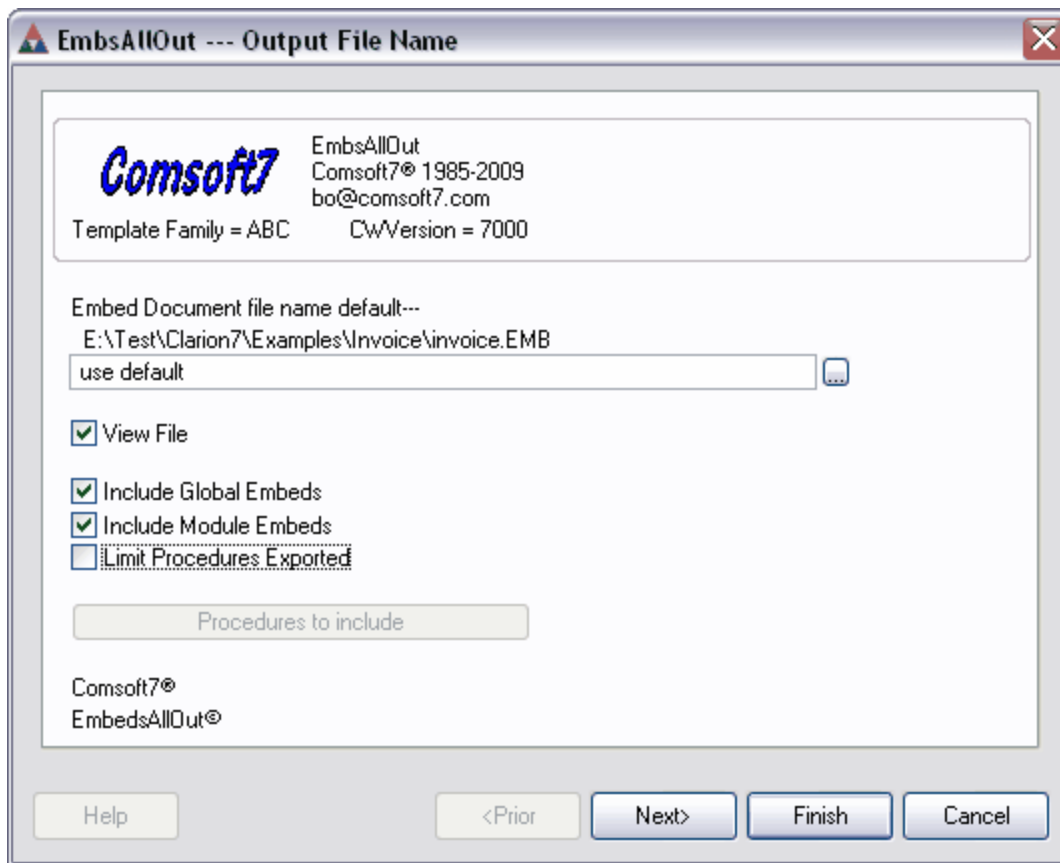 EmbsAllOut --- Output File Name
Comsoft7
EmbsAllOut
Comsoft7® 1985-2009
bo@comsoft7.com
Template Family = ABC CWVersion = 7000
Embed Document file name default---
E:\Test\Clarion7\Examples\Invoice\invoice.EMB
use default
...
View File
Include Global Embeds
Include Module Embeds
Limit Procedures Exported
Procedures to include
Comsoft7®
EmbedsAllOut©
Help <Prior Next> Finish Cancel